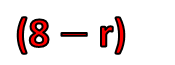 (8 – r)